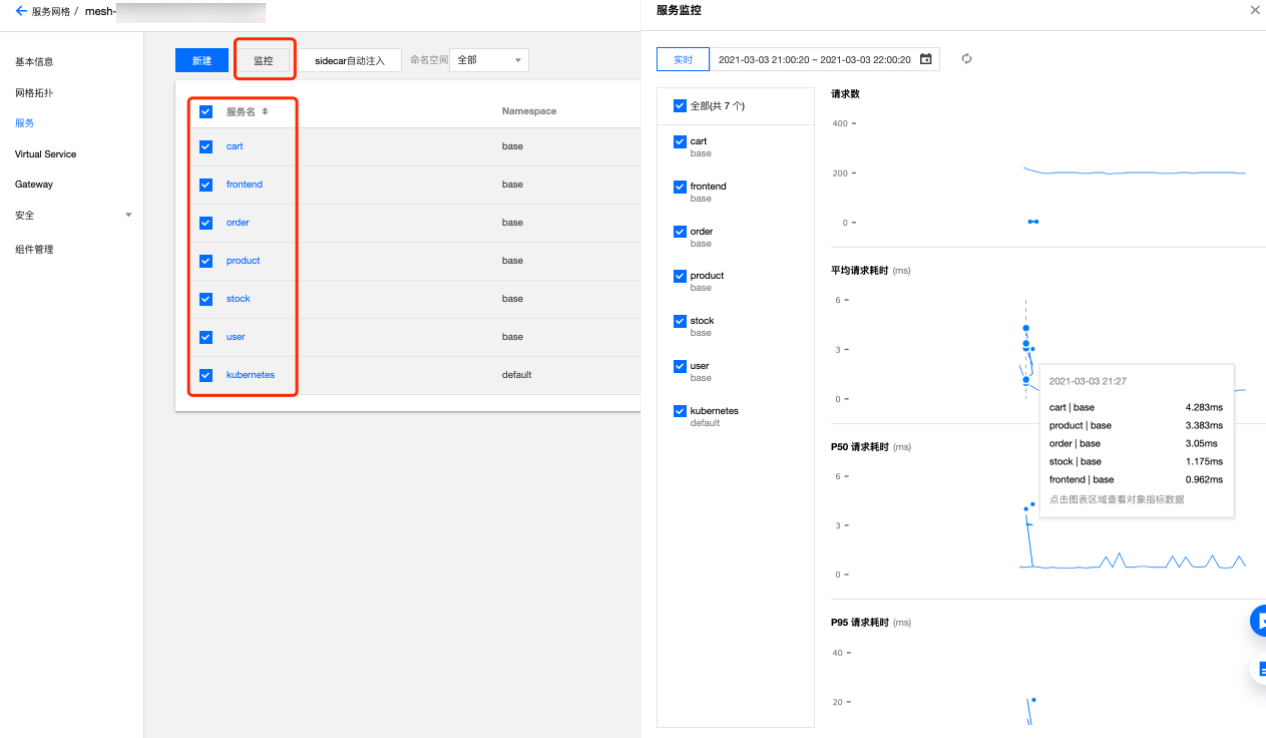 服务网格 / mesh-
基本信息
网格拓扑
服务
Virtual Service
Gateway
安全
组件管理
新建 监控 sidecar自动注入 命名空间 全部
服务名 Namespace
cart base
frontend base
order base
product base
stock base
user base
kubernetes default
服务监控
实时 2021-03-03 21:00:20 ~ 2021-03-03 22:00:20
全部(共 7 个)
cart
base
frontend
base
order
base
product
base
stock
base
user
base
kubernetes
default
请求数
400
200
0
平均请求耗时 (ms)
6
3
0
2021-03-03 21:27
cart | base 4.283ms
product | base 3.383ms
order | base 3.05ms
stock | base 1.175ms
frontend | base 0.962ms
点击图表区域查看对象指标数据
P50 请求耗时 (ms)
6
3
0
P95 请求耗时 (ms)
40
20